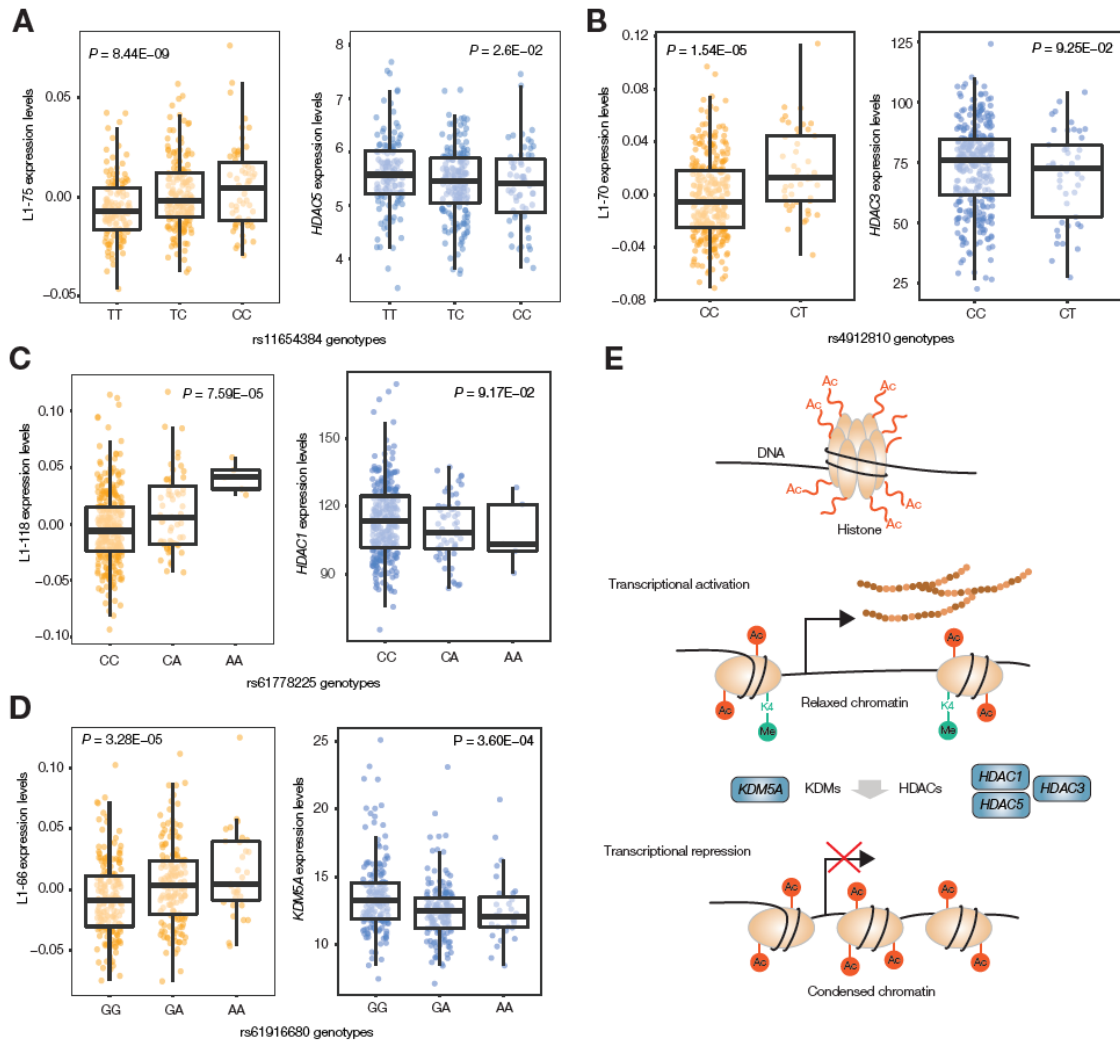 A
P = 8.44E−09
L1-75 expression levels
0.05
0.00
−0.05
TT
TC
CC
P = 2.6E−02
HDAC5 expression levels
8
7
6
5
4
TT
TC
CC
rs11654384 genotypes
B
P = 1.54E−05
L1-70 expression levels
0.12
0.08
0.04
0.00
−0.04
−0.08
CC
CT
P = 9.25E−02
HDAC3 expression levels
125
100
75
50
25
CC
CT
rs4912810 genotypes
C
P = 7.59E−05
L1-118 expression levels
0.10
0.05
0.00
−0.05
−0.10
CC
CA
AA
P = 9.17E−02
HDAC1 expression levels
150
120
90
CC
CA
AA
rs61778225 genotypes
D
P = 3.28E−05
L1-66 expression levels
0.10
0.05
0.00
−0.05
GG
GA
AA
P = 3.60E−04
KDM5A expression levels
25
20
15
10
GG
GA
AA
rs61916680 genotypes
E
Ac
Ac
Ac
DNA
Ac
Ac
Ac
Histone
Transcriptional activation
Ac
Ac
Ac
K4
Me
Relaxed chromatin
K4
Me
Ac
KDM5A
KDMs
HDACs
HDAC1
HDAC3
HDAC5
Transcriptional repression
Ac
Ac
Ac
Ac
Ac
Ac
Ac
Condensed chromatin